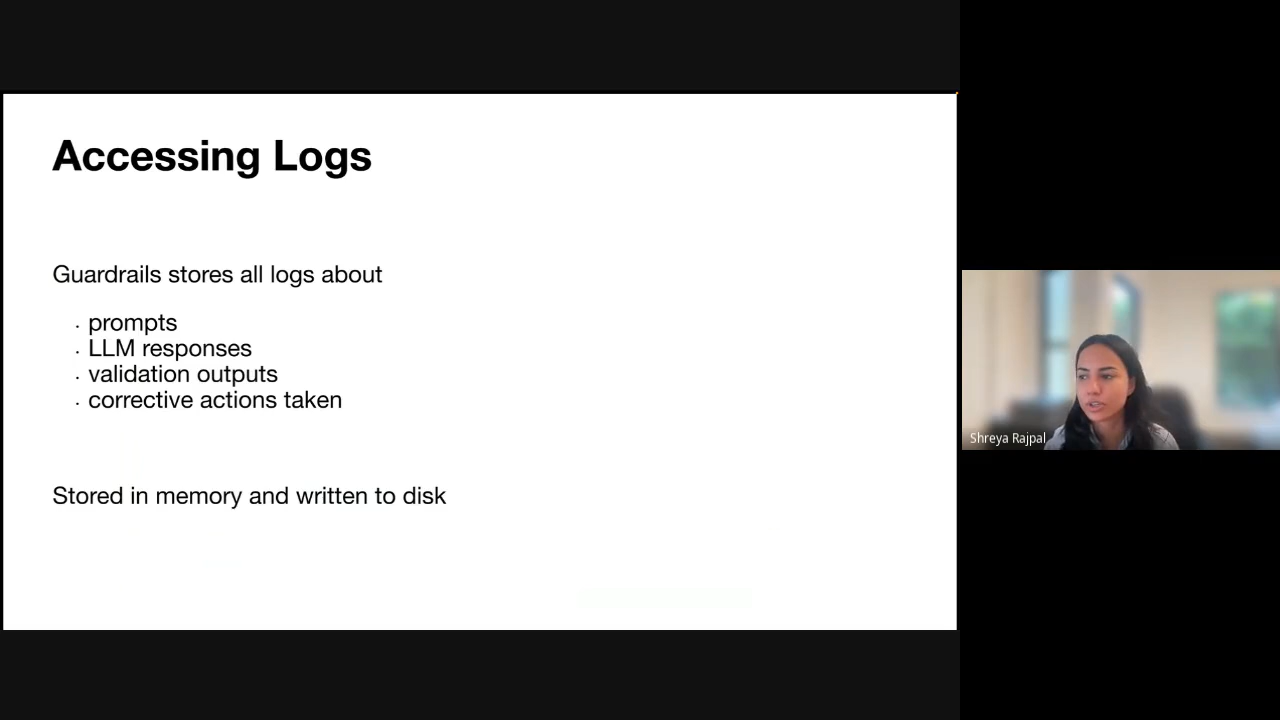 Accessing Logs
Guardrails stores all logs about
· prompts
· LLM responses
· validation outputs
· corrective actions taken
Stored in memory and written to disk
Shreya Rajpal